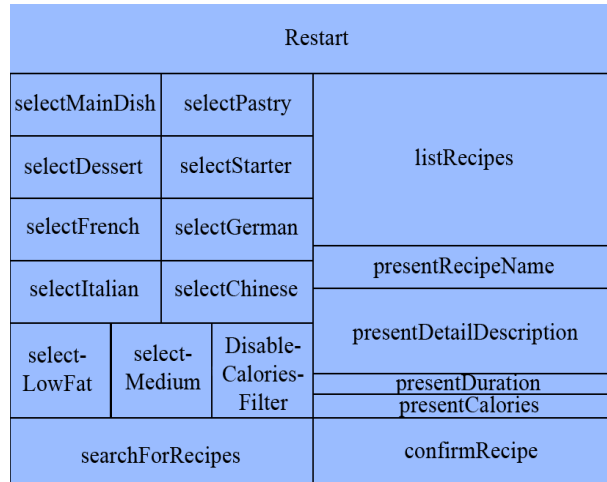 Restart
selectMainDish
selectPastry
selectDessert
selectStarter
selectFrench
selectGerman
selectItalian
selectChinese
select-
LowFat
select-
Medium
Disable-
Calories-
Filter
searchForRecipes
listRecipes
presentRecipeName
presentDetailDescription
presentDuration
presentCalories
confirmRecipe